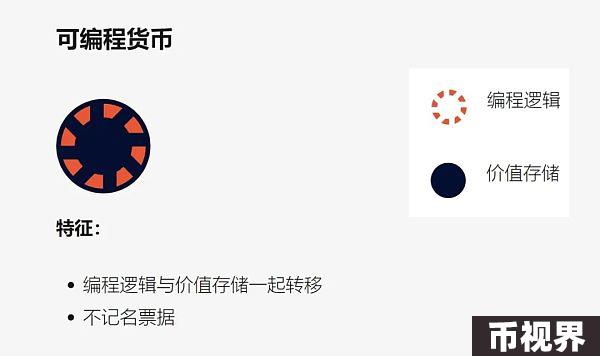 可编程货币
编程逻辑
价值存储
特征：
编程逻辑与价值存储一起转移
不记名票据
币视界